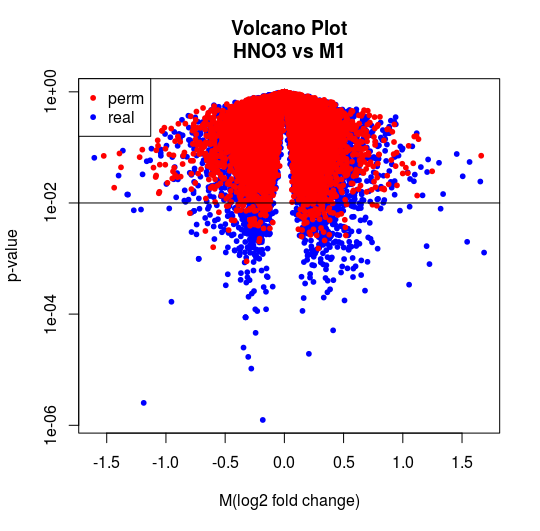 Volcano Plot
HNO3 vs M1
perm
real
1e+00
1e-02
1e-04
1e-06
p-value
-1.5 -1.0 -0.5 0.0 0.5 1.0 1.5
M(log2 fold change)